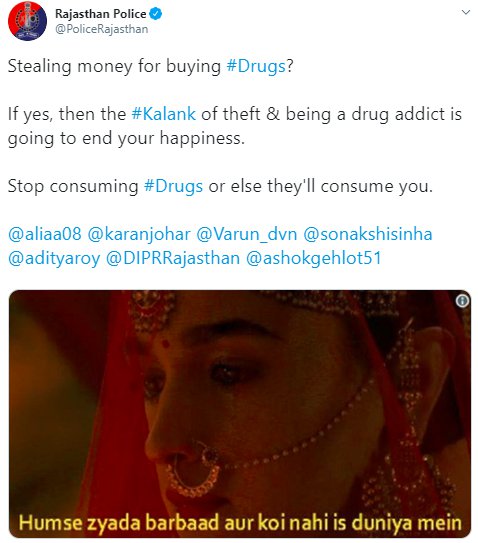 Rajasthan Police
@PoliceRajasthan
Stealing money for buying #Drugs?
If yes, then the #Kalank of theft & being a drug addict is
going to end your happiness.
Stop consuming #Drugs or else they'll consume you.
@aliaa08 @karanjohar @Varun_dvn @sonakshisinha
@adityaroy @DIPRRajasthan @ashokgehlot51
Humse zyada barbaad aur koi nahi is duniya mein